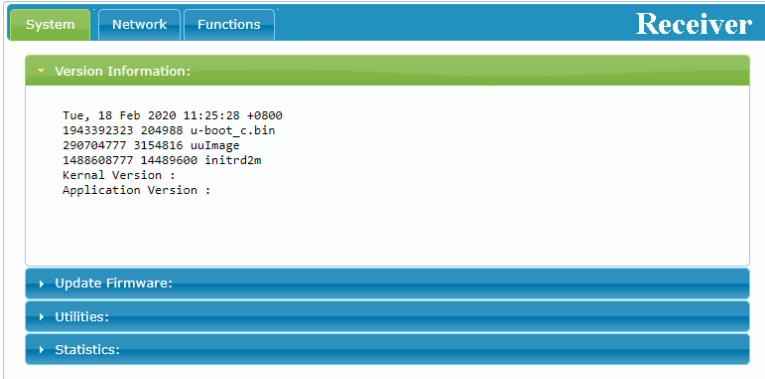 System Network Functions Receiver
Version Information:
Tue, 18 Feb 2020 11:25:28 +0800
1943392323 204988 u-boot_c.bin
290704777 3154816 uuImage
1488608777 14489600 initrd2m
Kernal Version :
Application Version :
Update Firmware:
Utilities:
Statistics: